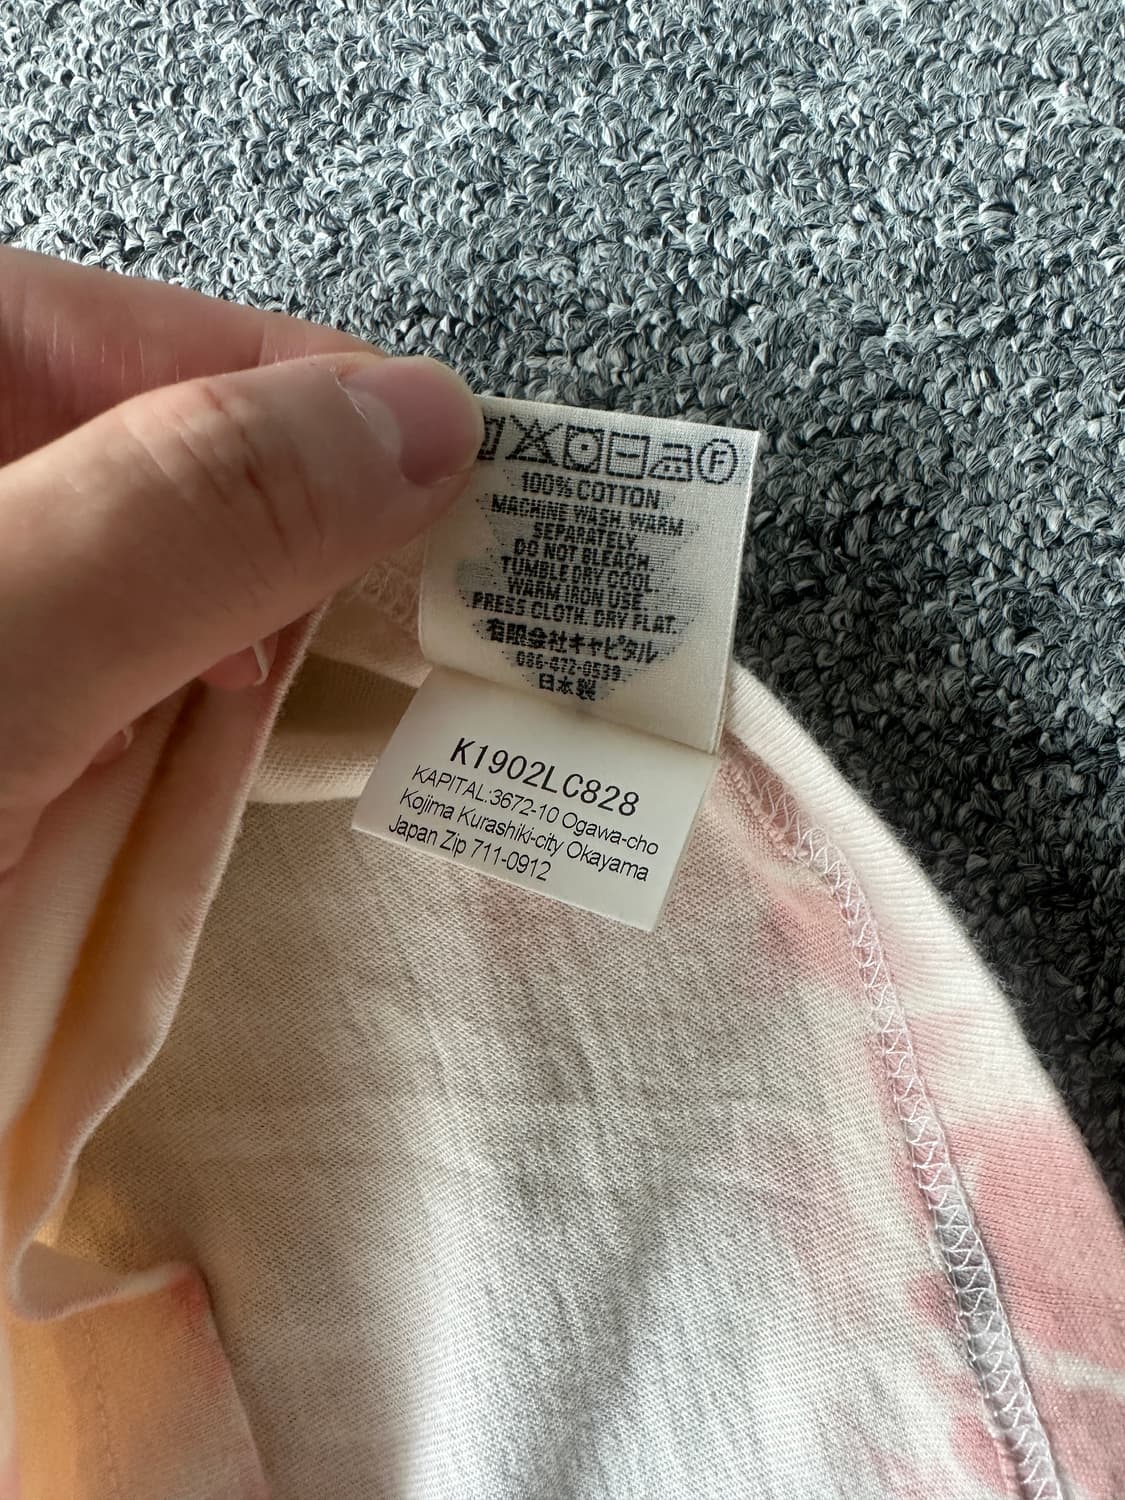 F
100% COTTON
MACHINE WASH, WARM
SEPARATELY.
DO NOT BLEACH.
TUMBLE DRY COOL.
WARM IRON USE.
PRESS CLOTH. DRY FLAT.
有限会社キャピタル
086-472-0539
日本製
K1902LC828
KAPITAL:3672-10 Ogawa-cho
Kojima Kurashiki-city Okayama
Japan Zip 711-0912